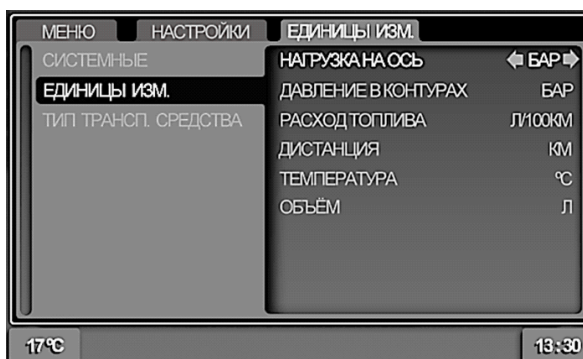 МЕНЮ НАСТРОЙКИ ЕДИНИЦЫ ИЗМ.
СИСТЕМНЫЕ
ЕДИНИЦЫ ИЗМ.
ТИП ТРАНСП. СРЕДСТВА
НАГРУЗКА НА ОСЬ БАР
ДАВЛЕНИЕ В КОНТУРАХ БАР
РАСХОД ТОПЛИВА Л/100КМ
ДИСТАНЦИЯ КМ
ТЕМПЕРАТУРА °C
ОБЪЁМ Л
17°C 13:30